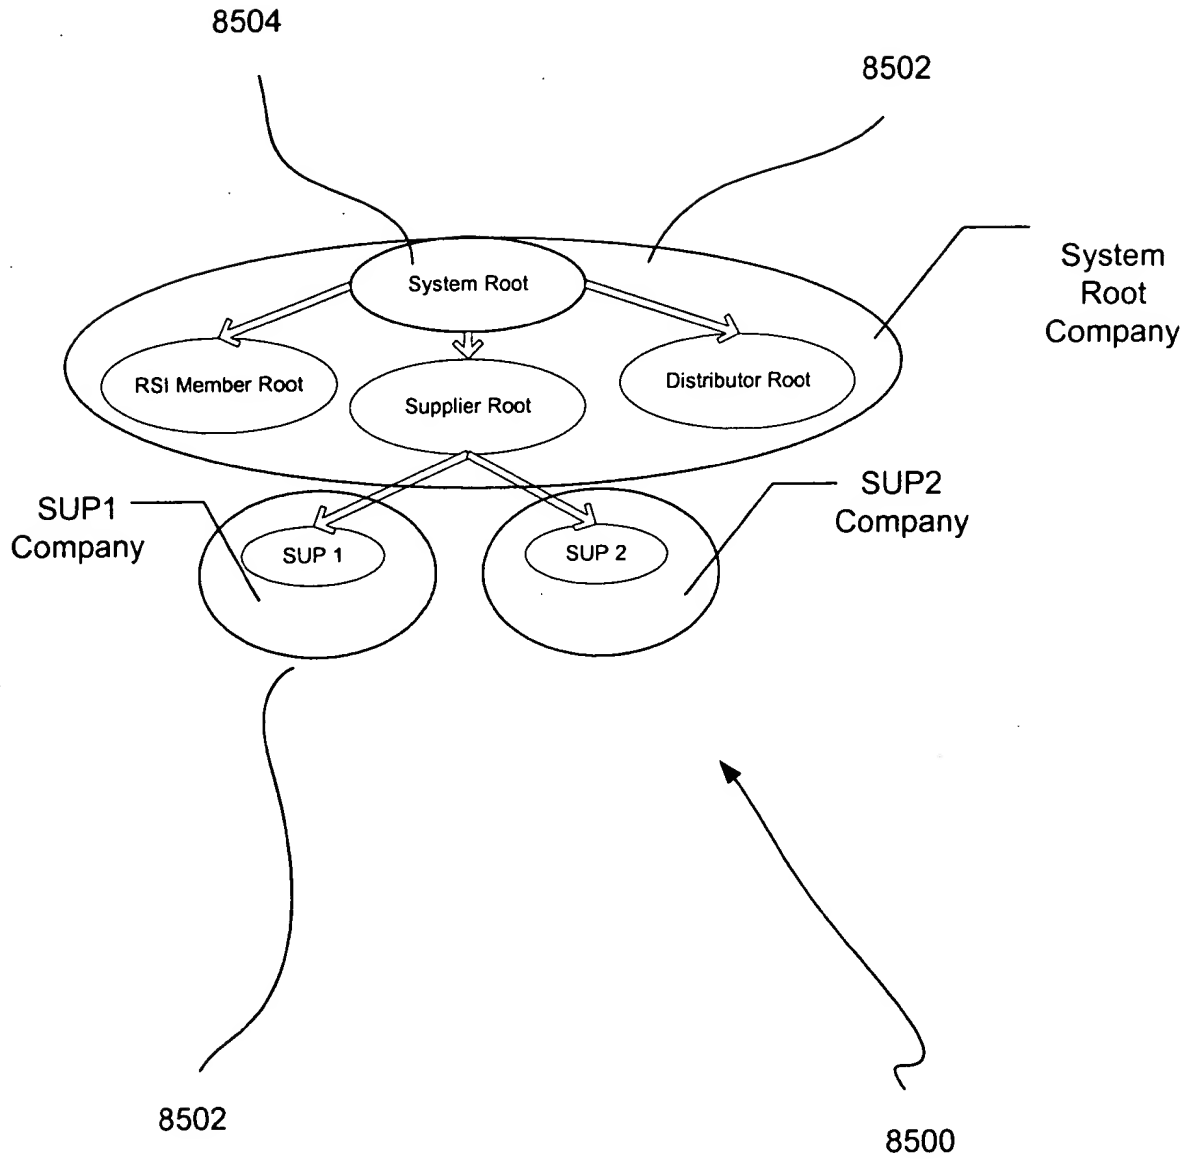 8504
8502
System
Root
Company
System Root
RSI Member Root
Supplier Root
Distributor Root
SUP1
Company
SUP2
Company
SUP 1
SUP 2
8502
8500